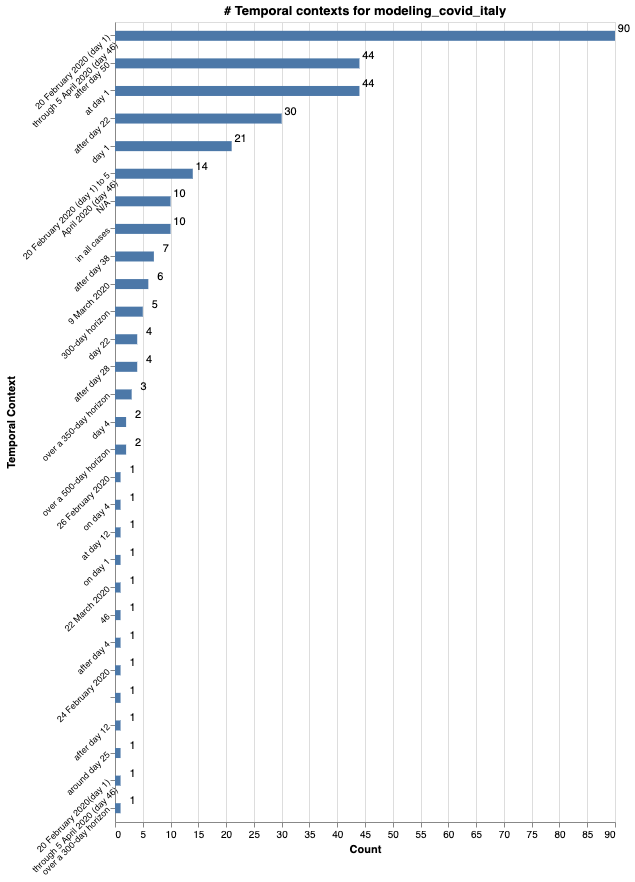 # Temporal contexts for modeling_covid_italy
20 February 2020 (day 1)
through 5 April 2020 (day 46)
90
after day 50
44
at day 1
44
after day 22
30
day 1
21
20 February 2020 (day 1) to 5
April 2020 (day 46)
14
N/A
10
in all cases
10
after day 38
7
9 March 2020
6
300-day horizon
5
day 22
4
after day 28
4
over a 350-day horizon
3
day 4
2
over a 500-day horizon
2
26 February 2020
1
on day 4
1
at day 12
1
on day 1
1
22 March 2020
1
46
1
after day 4
1
24 February 2020
1
1
after day 12
1
around day 25
1
20 February 2020(day 1)
through 5 April 2020 (day 46)
1
over a 300-day horizon
1
Temporal Context
0 5 10 15 20 25 30 35 40 45 50 55 60 65 70 75 80 85 90
Count